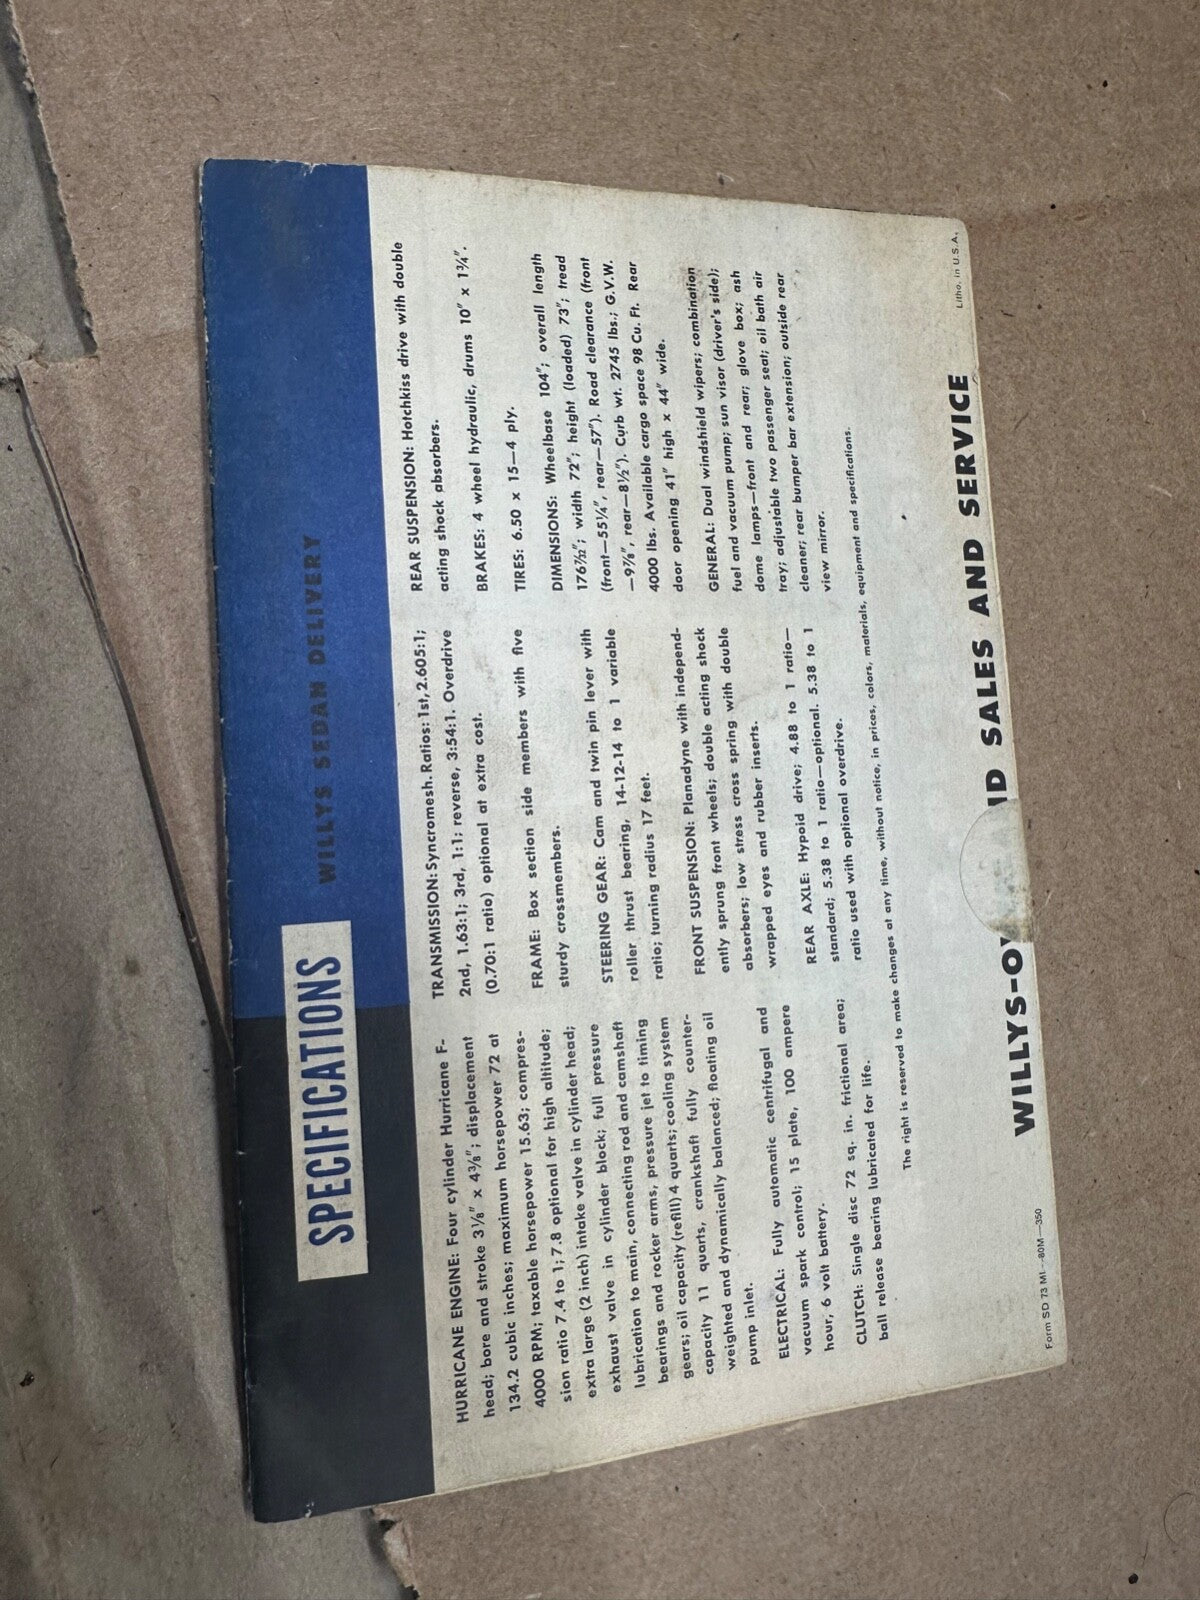 SPECIFICATIONS
WILLYS SEDAN DELIVERY
HURRICANE ENGINE: Four cylinder Hurricane F-
head; bore and stroke 3⅛" x 4⅜"; displacement
134.2 cubic inches; maximum horsepower 72 at
4000 RPM; taxable horsepower 15.63; compres-
sion ratio 7.4 to 1; 7.8 optional for high altitude;
extra large (2 inch) intake valve in cylinder head;
exhaust valve in cylinder block; full pressure
lubrication to main, connecting rod and camshaft
bearings and rocker arms, pressure jet to timing
gears; oil capacity (refill) 4 quarts; cooling system
capacity 11 quarts, crankshaft fully counter-
weighted and dynamically balanced; floating oil
pump inlet.
ELECTRICAL: Fully automatic centrifugal and
vacuum spark control; 15 plate, 100 ampere
hour, 6 volt battery.
CLUTCH: Single disc 72 sq. in. frictional area;
ball release bearing lubricated for life.
TRANSMISSION: Syncromesh. Ratios: 1st, 2.605:1;
2nd, 1.63:1; 3rd, 1:1; reverse, 3:54:1. Overdrive
(0.70:1 ratio) optional at extra cost.
FRAME: Box section side members with five
sturdy crossmembers.
STEERING GEAR: Cam and twin pin lever with
roller thrust bearing, 14-12-14 to 1 variable
ratio; turning radius 17 feet.
FRONT SUSPENSION: Planadyne with independ-
ently sprung front wheels; double acting shock
absorbers; low stress cross spring with double
wrapped eyes and rubber inserts.
REAR AXLE: Hypoid drive; 4.88 to 1 ratio—
standard; 5.38 to 1 ratio—optional. 5.38 to 1
ratio used with optional overdrive.
REAR SUSPENSION: Hotchkiss drive with double
acting shock absorbers.
BRAKES: 4 wheel hydraulic, drums 10" x 1¾".
TIRES: 6.50 x 15—4 ply.
DIMENSIONS: Wheelbase 104"; overall length
176⁷⁄₁₂"; width 72"; height (loaded) 73"; tread
(front—55¼", rear—57"). Road clearance (front
—9⅞", rear—8½"). Curb wt. 2745 lbs.; G.V.W.
4000 lbs. Available cargo space 98 Cu. Ft. Rear
door opening 41" high x 44" wide.
GENERAL: Dual windshield wipers; combination
fuel and vacuum pump; sun visor (driver's side);
dome lamps—front and rear; glove box; ash
tray; adjustable two passenger seat; oil bath air
cleaner; rear bumper bar extension; outside rear
view mirror.
The right is reserved to make changes at any time, without notice, in prices, colors, materials, equipment and specifications.
WILLYS-OV ND SALES AND SERVICE
Form SD 73 MI—80M—350
Litho. in U.S.A.